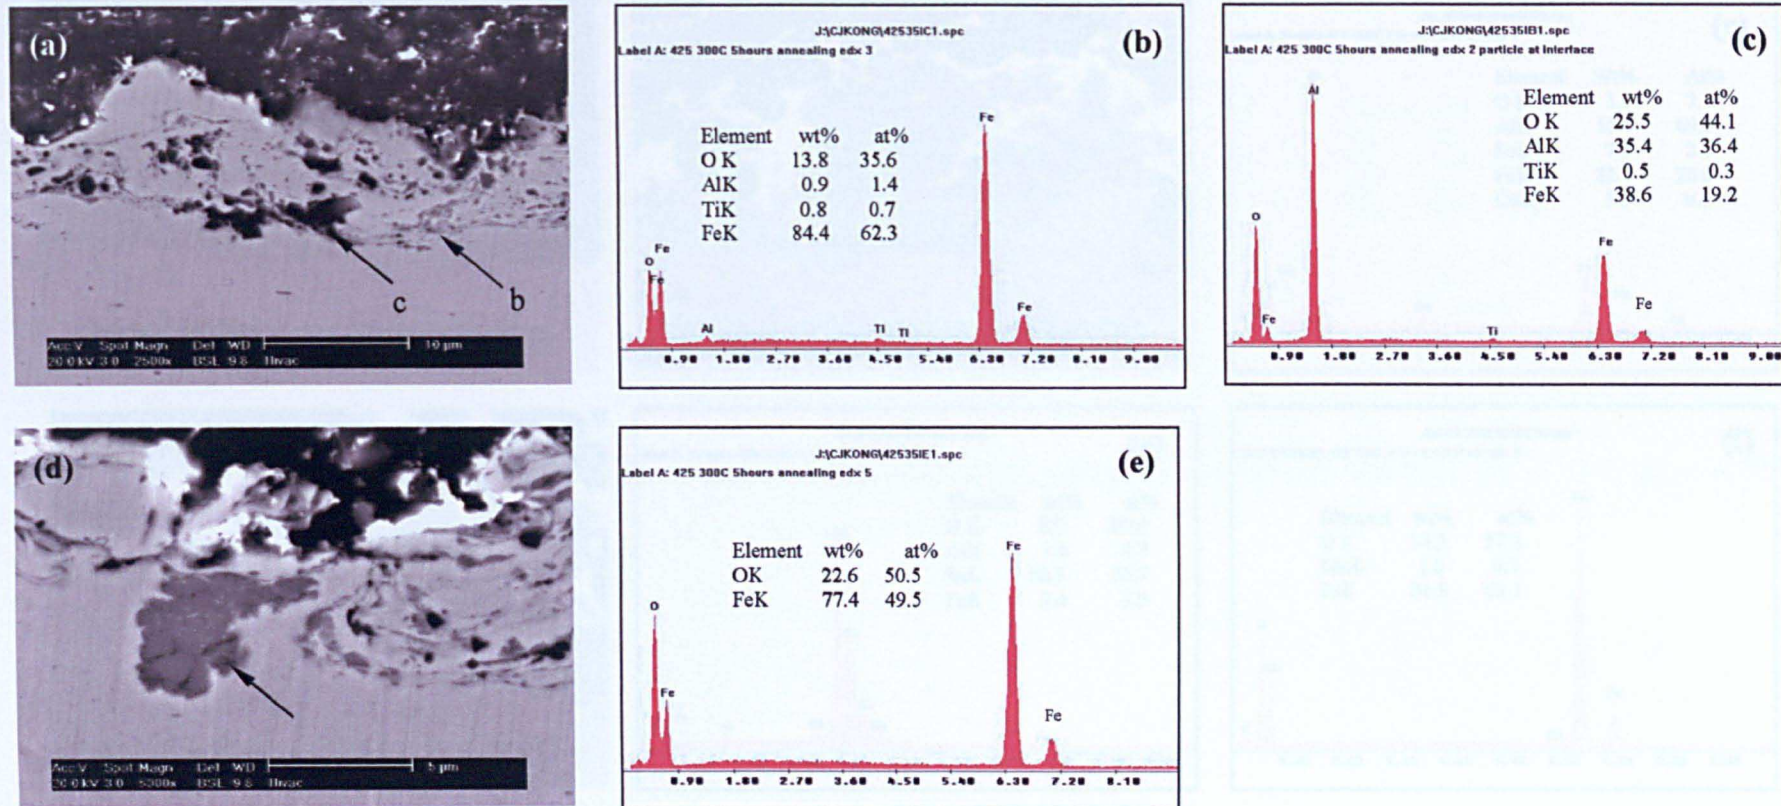 (a)
c
b
Acc.V Spot Magn Det WD 10 µm
20.0 kV 3.0 2500x BSL 9.8 Hivac
J:\CJKONG\42535IC1.spc
(b)
Label A: 425 300C 5hours annealing edx 3
Element wt% at%
O K 13.8 35.6
AlK 0.9 1.4
TiK 0.8 0.7
FeK 84.4 62.3
Fe
Fe
O
Fe
Fe
Al
Ti
Ti
0.90 1.80 2.70 3.60 4.50 5.40 6.30 7.20 8.10 9.00
J:\CJKONG\42535IB1.spc
(c)
Label A: 425 300C 5hours annealing edx 2 particle at interface
Element wt% at%
O K 25.5 44.1
AlK 35.4 36.4
TiK 0.5 0.3
FeK 38.6 19.2
Al
O
Fe
Fe
Fe
Ti
0.90 1.80 2.70 3.60 4.50 5.40 6.30 7.20 8.10 9.00
(d)
Acc.V Spot Magn Det WD 5 µm
20.0 kV 3.0 5000x BSL 9.8 Hivac
J:\CJKONG\42535IE1.spc
(e)
Label A: 425 300C 5hours annealing edx 5
Element wt% at%
OK 22.6 50.5
FeK 77.4 49.5
Fe
O
Fe
Fe
0.90 1.80 2.70 3.60 4.50 5.40 6.30 7.20 8.10